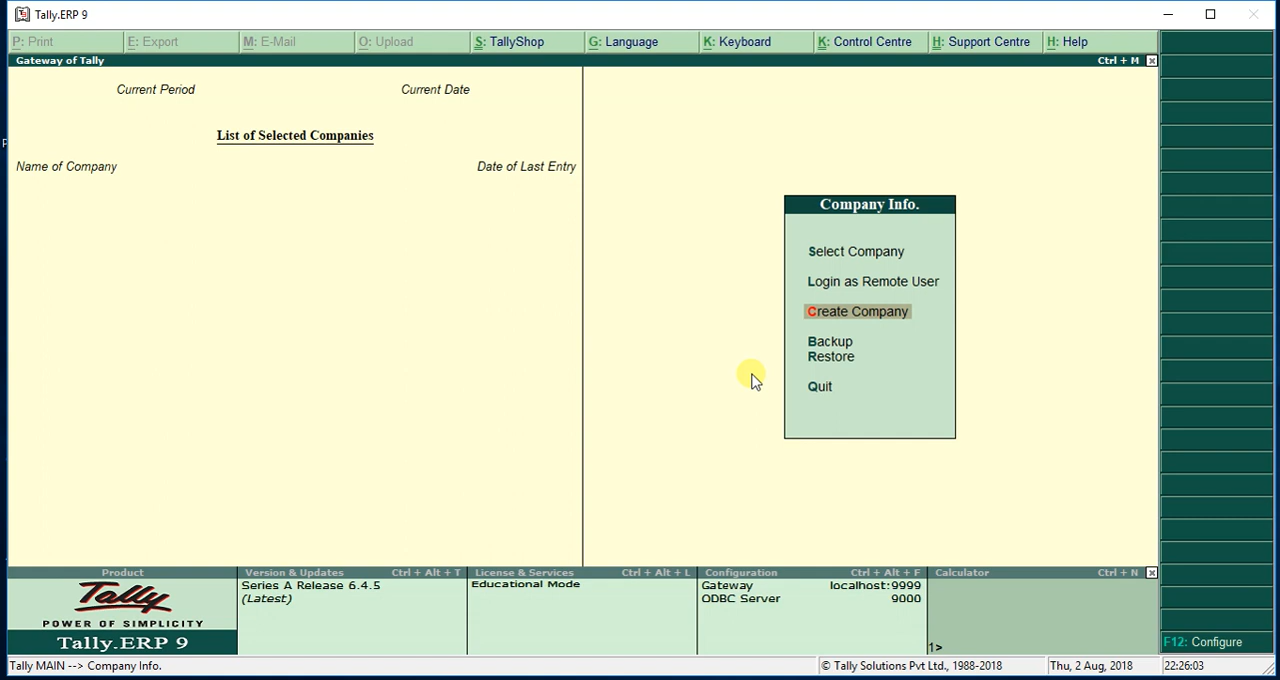 Tally.ERP 9
P: Print E: Export M: E-Mail O: Upload S: TallyShop G: Language K: Keyboard K: Control Centre H: Support Centre H: Help
Gateway of Tally Ctrl + M
Current Period Current Date
List of Selected Companies
Name of Company Date of Last Entry
Company Info.
Select Company
Login as Remote User
Create Company
Backup
Restore
Quit
Product
Tally
POWER OF SIMPLICITY
Tally.ERP 9
Version & Updates Ctrl + Alt + T
Series A Release 6.4.5
(Latest)
License & Services Ctrl + Alt + L
Educational Mode
Configuration Ctrl + Alt + F
Gateway localhost:9999
ODBC Server 9000
Calculator Ctrl + N
1>
F12: Configure
Tally MAIN --> Company Info. © Tally Solutions Pvt Ltd., 1988-2018 Thu, 2 Aug, 2018 22:26:03